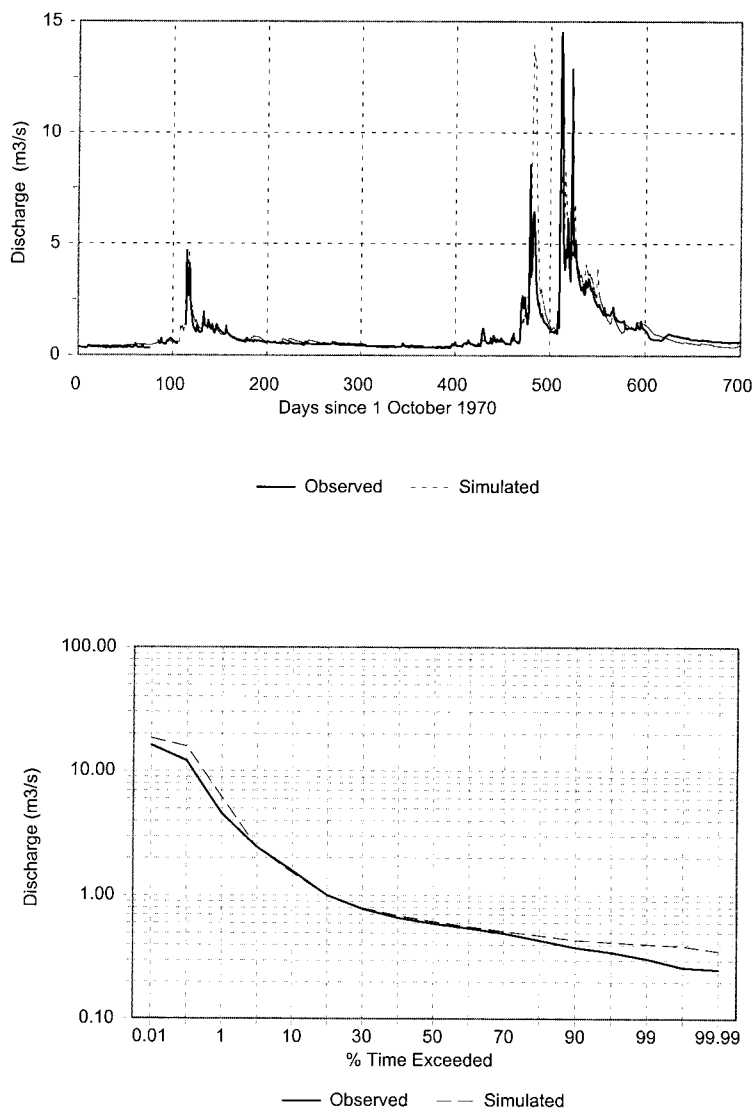 15
10
5
0
Discharge (m3/s)
0 100 200 300 400 500 600 700
Days since 1 October 1970
Observed Simulated
100.00
10.00
1.00
0.10
Discharge (m3/s)
0.01 1 10 30 50 70 90 99 99.99
% Time Exceeded
Observed Simulated